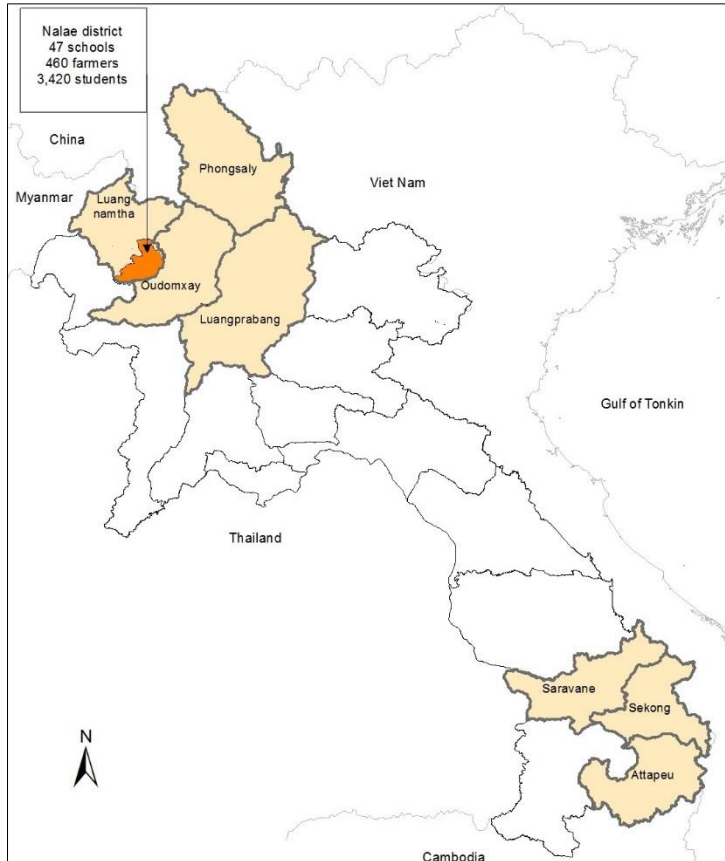 Nalae district
47 schools
460 farmers
3,420 students
China
Phongsaly
Myanmar
Viet Nam
Luang
namtha
Oudomxay
Luangprabang
Gulf of Tonkin
Thailand
Saravane
Sekong
N
Attapeu
Cambodia